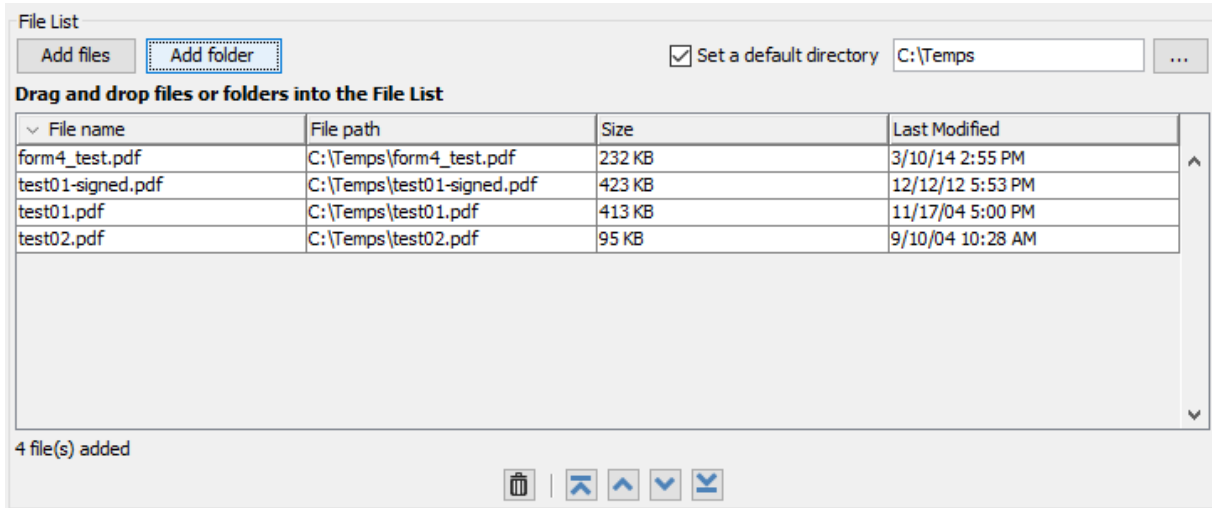 File List
Add files Add folder Set a default directory C:\Temps ...
Drag and drop files or folders into the File List
File name File path Size Last Modified
form4_test.pdf C:\Temps\form4_test.pdf 232 KB 3/10/14 2:55 PM
test01-signed.pdf C:\Temps\test01-signed.pdf 423 KB 12/12/12 5:53 PM
test01.pdf C:\Temps\test01.pdf 413 KB 11/17/04 5:00 PM
test02.pdf C:\Temps\test02.pdf 95 KB 9/10/04 10:28 AM
4 file(s) added